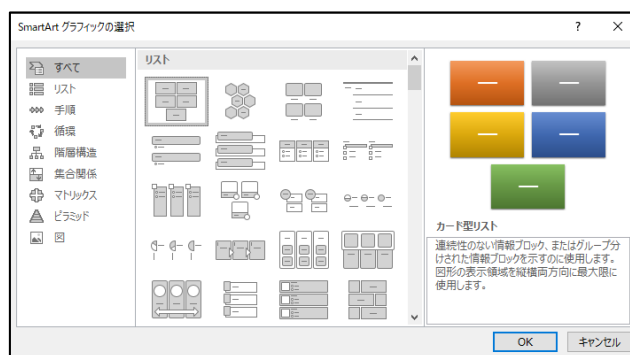 SmartArt グラフィックの選択
すべて
リスト
手順
循環
階層構造
集合関係
マトリックス
ピラミッド
図
リスト
カード型リスト
連続性のない情報ブロック、またはグループ分
けされた情報ブロックを示すのに使用します。
図形の表示領域を縦横両方向に最大限に
使用します。
OK
キャンセル